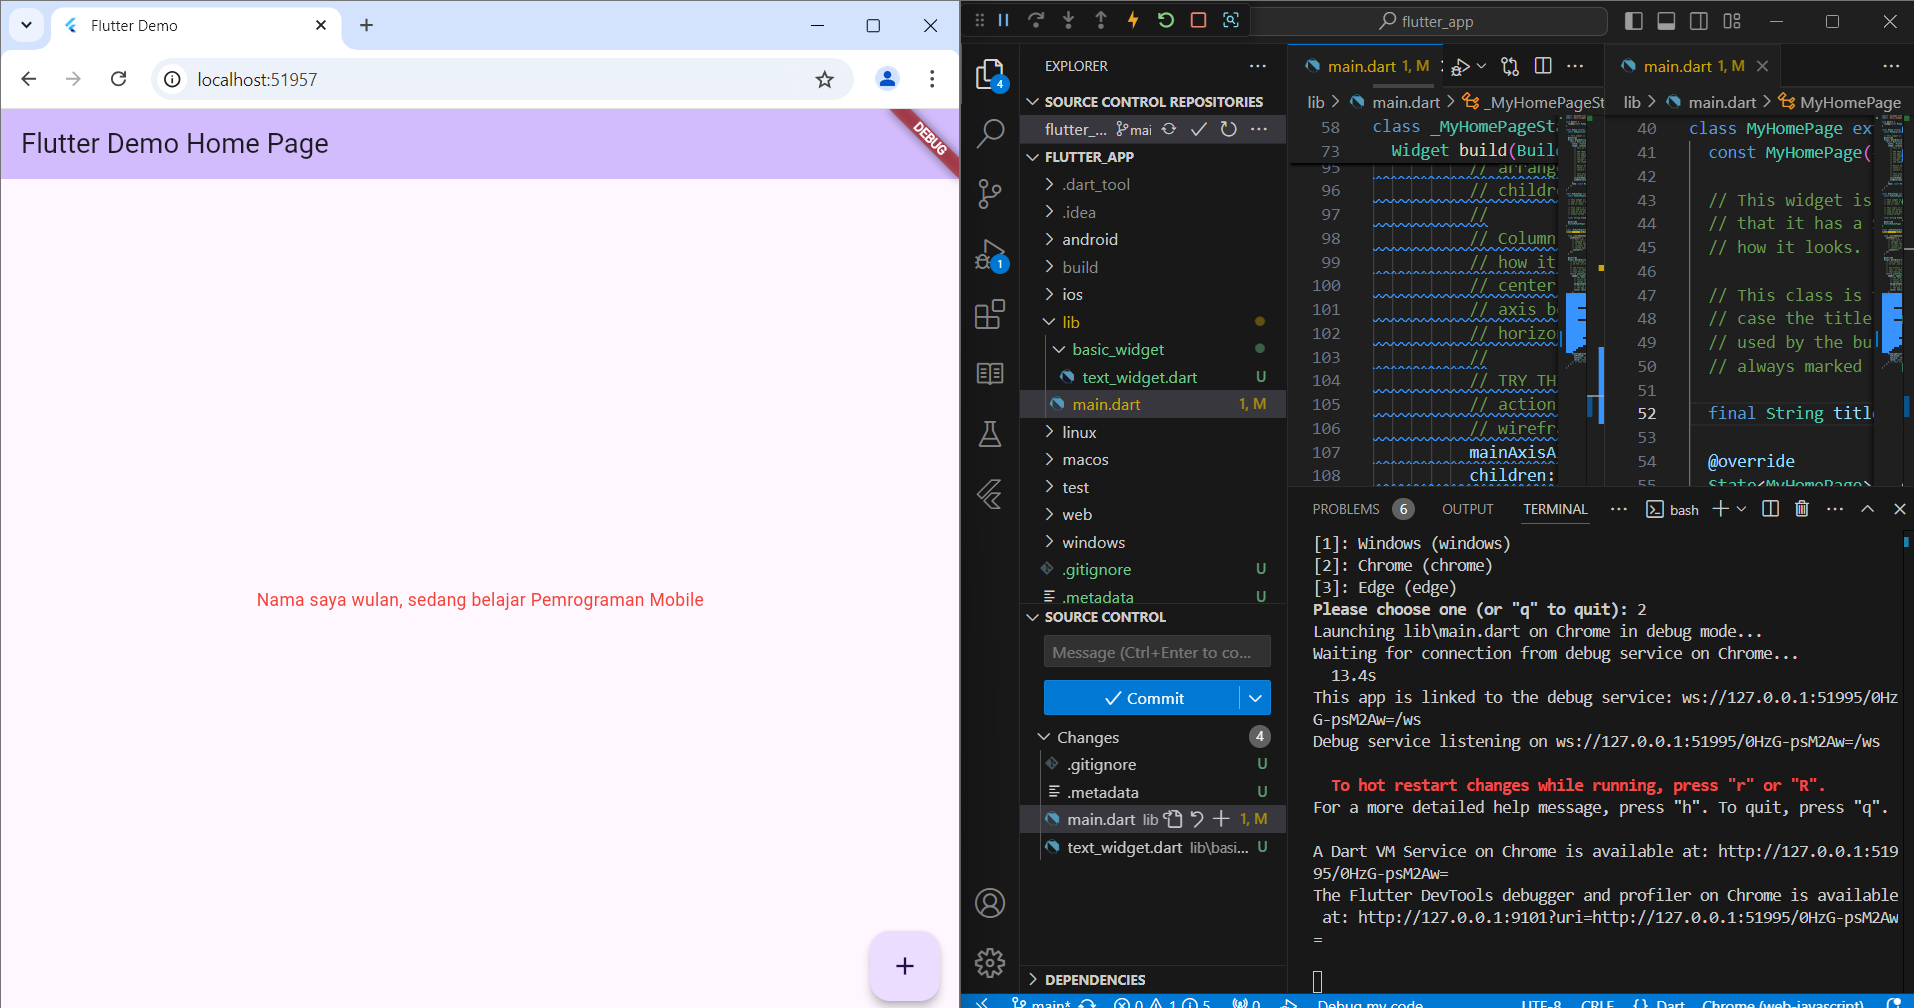 Flutter Demo
localhost:51957
Flutter Demo Home Page
DEBUG
Nama saya wulan, sedang belajar Pemrograman Mobile
flutter_app
4
1
EXPLORER
SOURCE CONTROL REPOSITORIES
flutter_... mai
FLUTTER_APP
.dart_tool
.idea
android
build
ios
lib
basic_widget
text_widget.dart U
main.dart 1, M
linux
macos
test
web
windows
.gitignore U
.metadata U
SOURCE CONTROL
Message (Ctrl+Enter to co...
Commit
Changes 4
.gitignore U
.metadata U
main.dart lib 1, M
text_widget.dart lib\basi... U
DEPENDENCIES
main.dart 1, M
lib > main.dart > _MyHomePageSt
58 class _MyHomePageSt
73 Widget build(Buil
95 // arrang
96 // childr
97 //
98 // Column
99 // how it
100 // center
101 // axis b
102 // horizo
103 //
104 // TRY TH
105 // action
106 // wirefr
107 mainAxisA
108 children:
main.dart 1, M
lib > main.dart > MyHomePage
40 class MyHomePage ex
41 const MyHomePage(
42
43 // This widget is
44 // that it has a
45 // how it looks.
46
47 // This class is
48 // case the title
49 // used by the bu
50 // always marked
51
52 final String titl
53
54 @override
55 State<MyHomePage>
PROBLEMS 6 OUTPUT TERMINAL bash
[1]: Windows (windows)
[2]: Chrome (chrome)
[3]: Edge (edge)
Please choose one (or "q" to quit): 2
Launching lib\main.dart on Chrome in debug mode...
Waiting for connection from debug service on Chrome...
13.4s
This app is linked to the debug service: ws://127.0.0.1:51995/0Hz
G-psM2Aw=/ws
Debug service listening on ws://127.0.0.1:51995/0HzG-psM2Aw=/ws
To hot restart changes while running, press "r" or "R".
For a more detailed help message, press "h". To quit, press "q".
A Dart VM Service on Chrome is available at: http://127.0.0.1:519
95/0HzG-psM2Aw=
The Flutter DevTools debugger and profiler on Chrome is available
at: http://127.0.0.1:9101?uri=http://127.0.0.1:51995/0HzG-psM2Aw
=
main* 0 1 5 0 Debug my code UTF-8 CRLF {} Dart Chrome (web-javascript)